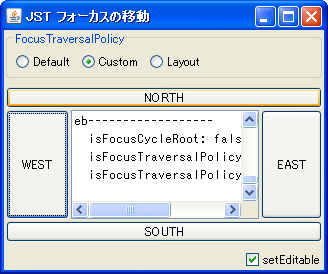 JST フォーカスの移動
FocusTraversalPolicy
Default
Custom
Layout
NORTH
WEST
eb------------------
isFocusCycleRoot: fals
isFocusTraversalPolicy
isFocusTraversalPolicy
EAST
SOUTH
setEditable